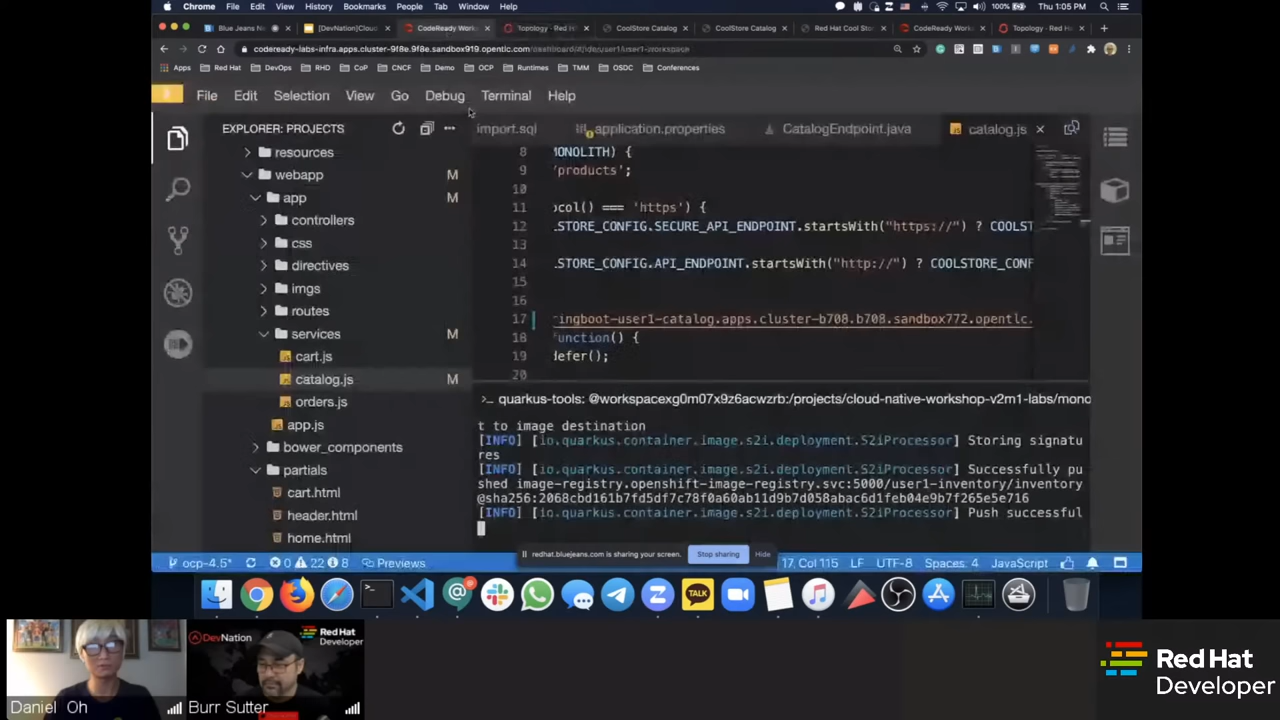 Chrome File Edit View History Bookmarks People Tab Window Help
100% Thu 1:05 PM
Blue Jeans N
[DevNation]Cloud
CodeReady Work
Topology - Red H
CoolStore Catalog
CoolStore Catalog
Red Hat Cool Stor
CodeReady Work
Topology - Red Ha
codeready-labs-infra.apps.cluster-9f8e.9f8e.sandbox919.opentlc.com/dashboard/#/ide/user1/user1-workspace
Apps Red Hat DevOps RHD CoP CNCF Demo OCP Runtimes TMM OSDC Conferences
File Edit Selection View Go Debug Terminal Help
EXPLORER: PROJECTS
import.sql
application.properties
CatalogEndpoint.java
catalog.js
resources
webapp M
app M
controllers
css
directives
imgs
routes
services M
cart.js
catalog.js M
orders.js
app.js
bower_components
partials
cart.html
header.html
home.html
8 MONOLITH) {
9 'products';
10
11 ocol() === 'https') {
12 STORE_CONFIG.SECURE_API_ENDPOINT.startsWith("https://") ? COOLST
13
14 STORE_CONFIG.API_ENDPOINT.startsWith("http://") ? COOLSTORE_CONF
15
16
17 ingboot-user1-catalog.apps.cluster-b708.b708.sandbox772.opentlc.
18 function() {
19 defer();
20
>_ quarkus-tools: @workspacexg0m07x9z6acwzrb:/projects/cloud-native-workshop-v2m1-labs/mono
t to image destination
[INFO] [io.quarkus.container.image.s2i.deployment.S2iProcessor] Storing signatu
res
[INFO] [io.quarkus.container.image.s2i.deployment.S2iProcessor] Successfully pu
shed image-registry.openshift-image-registry.svc:5000/user1-inventory/inventory
@sha256:2068cbd161b7fd5df7c78f0a60ab11d9b7d058abac6d1feb04e9b7f265e5e716
[INFO] [io.quarkus.container.image.s2i.deployment.S2iProcessor] Push successful
redhat.bluejeans.com is sharing your screen. Stop sharing Hide
ocp-4.5* 0 22 8 Previews
17, Col 115 LF UTF-8 Spaces: 4 JavaScript
TALK
Daniel Oh
DevNation
Red Hat
Developer
Burr Sutter
Red Hat
Developer